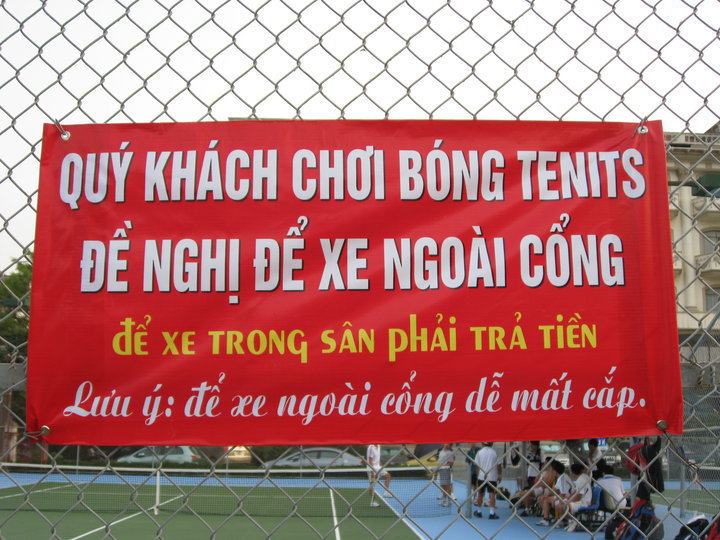 QUÝ KHÁCH CHƠI BÓNG TENITS
ĐỀ NGHỊ ĐỂ XE NGOÀI CỔNG
để xe trong sân phải trả tiền
Lưu ý: để xe ngoài cổng dễ mất cắp.